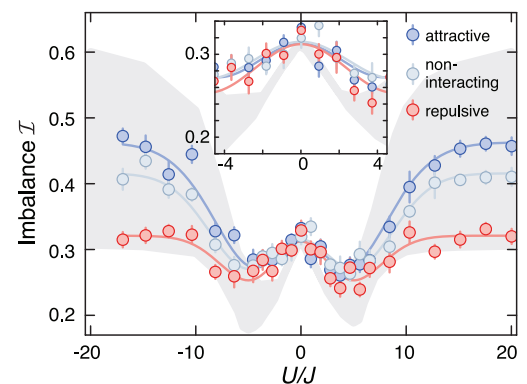 0.6
0.5
0.4
0.3
0.2
Imbalance ℐ
-20
-10
0
10
20
U/J
0.3
0.2
-4
0
4
attractive
non-
interacting
repulsive